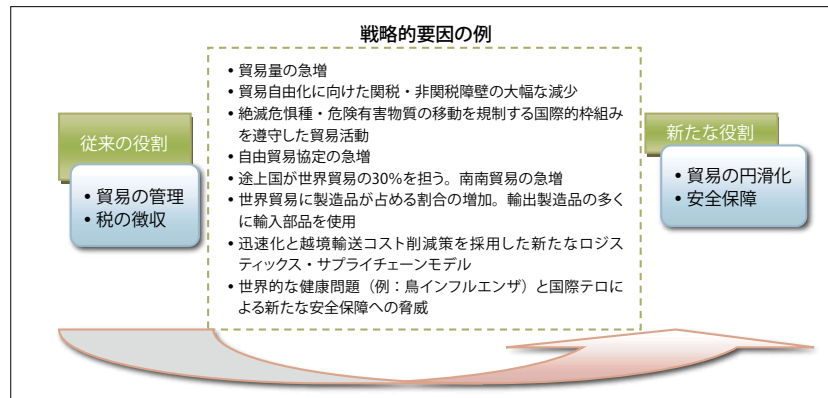 戦略的要因の例
従来の役割
• 貿易の管理
• 税の徴収
• 貿易量の急増
• 貿易自由化に向けた関税・非関税障壁の大幅な減少
• 絶滅危惧種・危険有害物質の移動を規制する国際的枠組み
を遵守した貿易活動
• 自由貿易協定の急増
• 途上国が世界貿易の30%を担う。南南貿易の急増
• 世界貿易に製造品が占める割合の増加。輸出製造品の多く
に輸入部品を使用
• 迅速化と越境輸送コスト削減策を採用した新たなロジス
ティックス・サプライチェーンモデル
• 世界的な健康問題（例：鳥インフルエンザ）と国際テロに
よる新たな安全保障への脅威
新たな役割
• 貿易の円滑化
• 安全保障